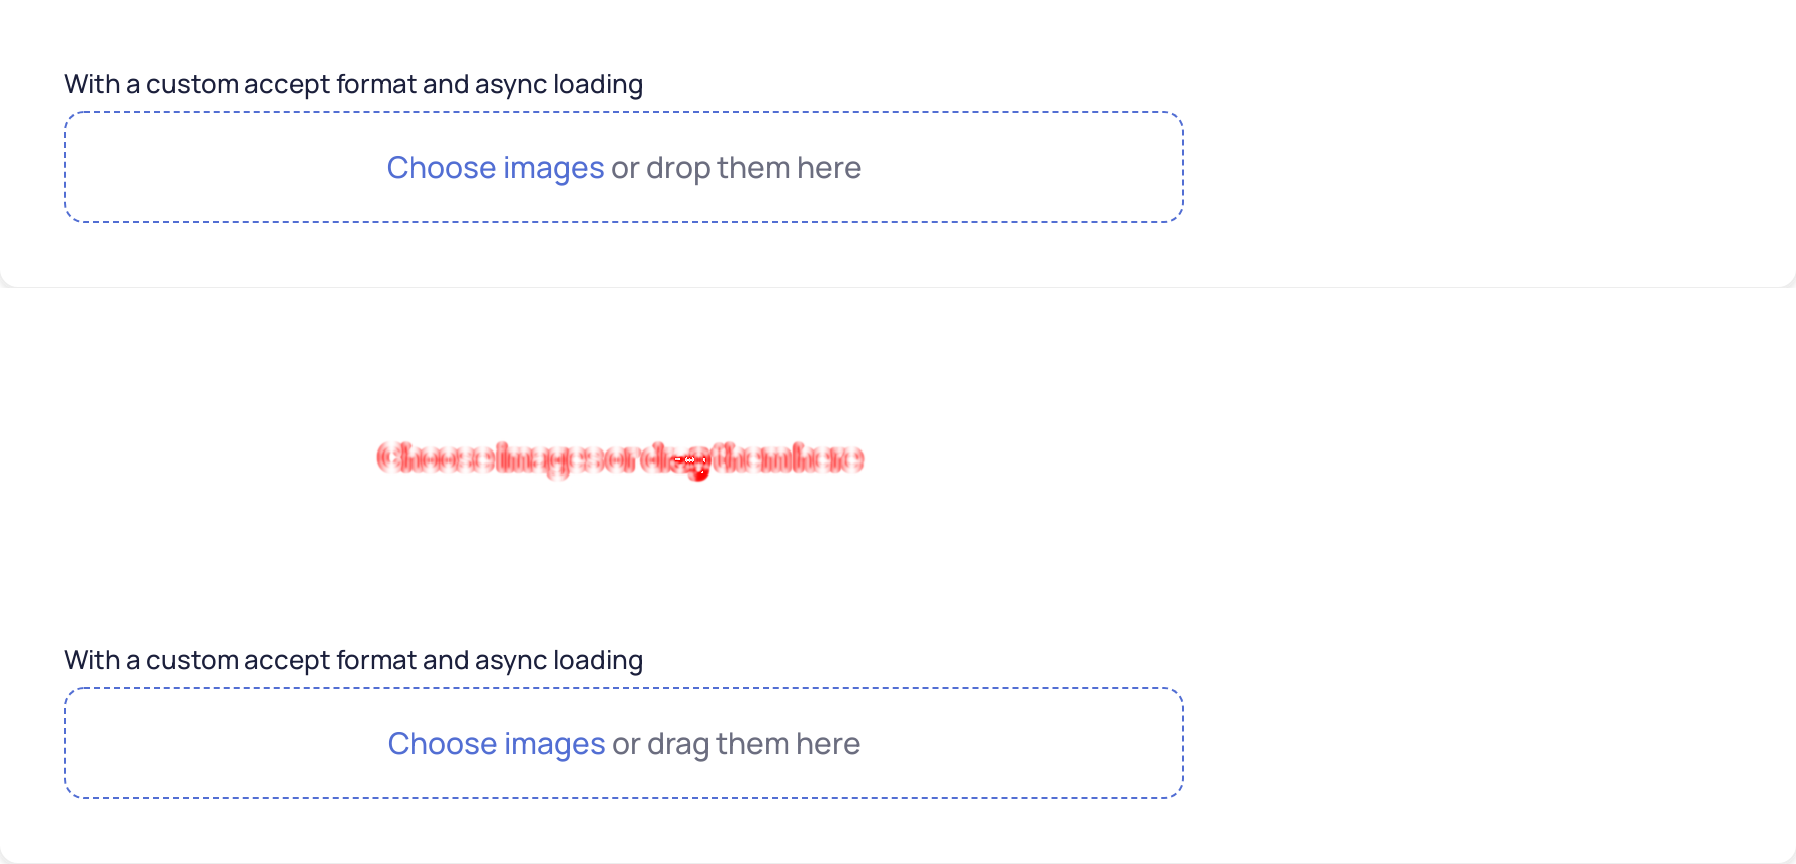 With a custom accept format and async loading
Choose images or drop them here
With a custom accept format and async loading
Choose images or drag them here